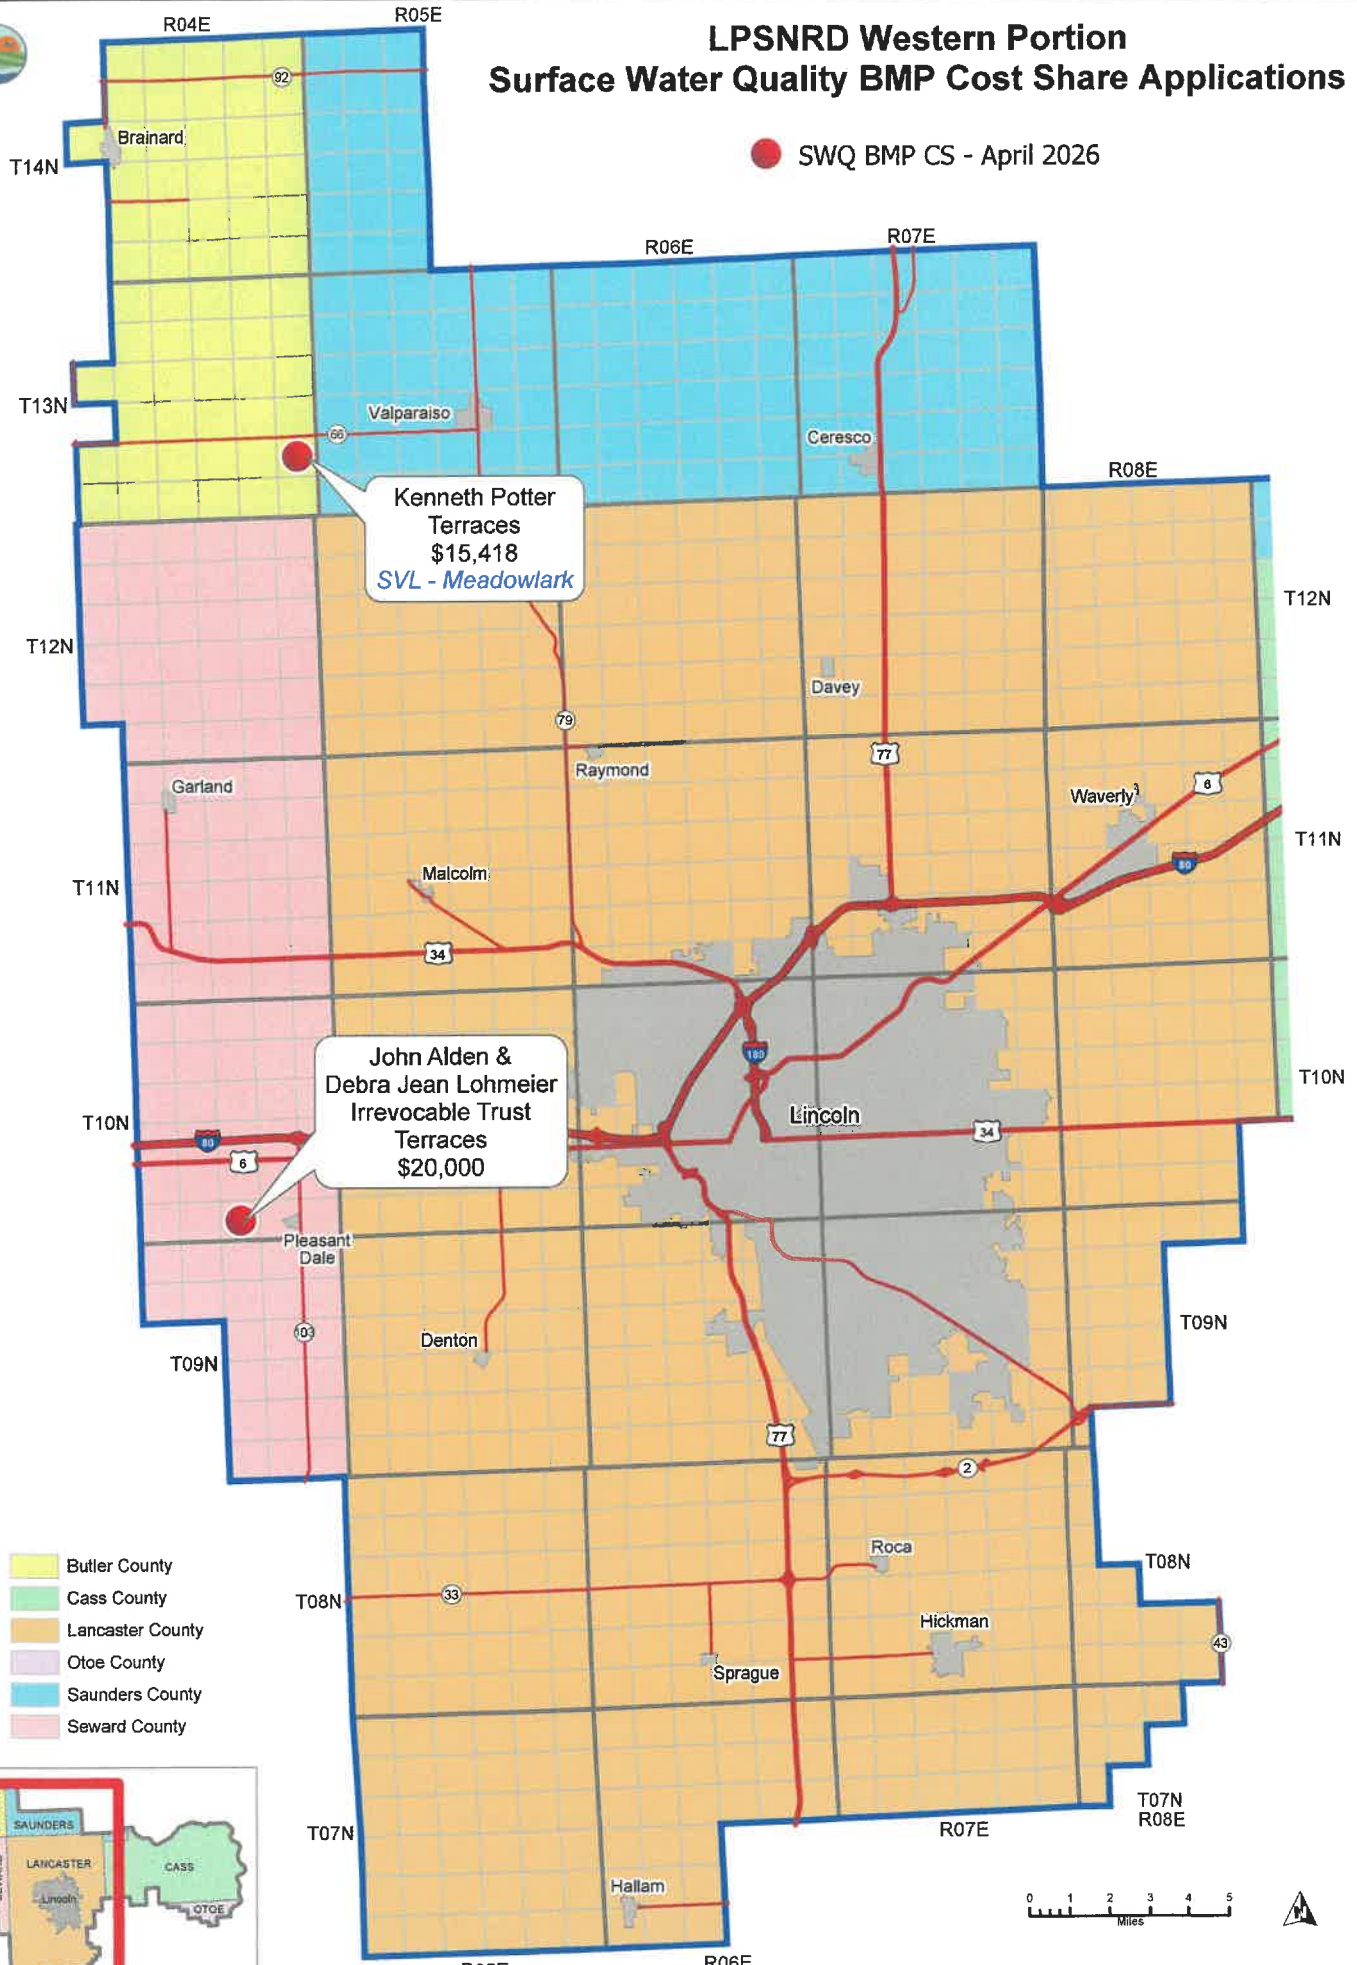 LPSNRD Western Portion
Surface Water Quality BMP Cost Share Applications
SWQ BMP CS - April 2026
R04E
R05E
92
Brainard
T14N
R06E
R07E
T13N
Valparaiso
66
Ceresco
R08E
Kenneth Potter
Terraces
$15,418
SVL - Meadowlark
T12N
T12N
Davey
79
Raymond
77
Garland
Waverly
6
T11N
80
T11N
Malcolm
34
180
T10N
John Alden &
Debra Jean Lohmeier
Irrevocable Trust
Terraces
$20,000
T10N
80
6
Lincoln
34
Pleasant
Dale
103
Denton
T09N
T09N
77
2
Roca
T08N
T08N
33
Hickman
43
Sprague
Butler County
Cass County
Lancaster County
Otoe County
Saunders County
Seward County
T07N
R07E
T07N
R08E
Hallam
R06E
SAUNDERS
LANCASTER
Lincoln
CASS
OTOE
0 1 2 3 4 5
Miles
N